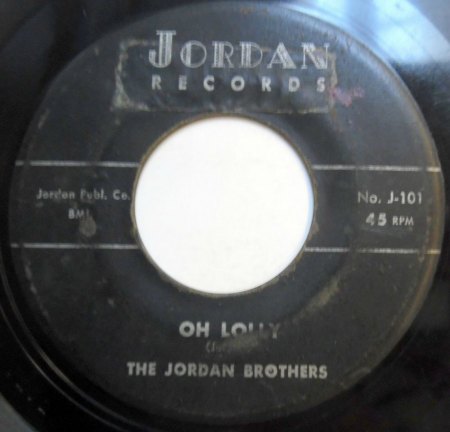 JORDAN
RECORDS
Jordan Publ. Co.
BMI
No. J-101
45 RPM
OH LOLLY
THE JORDAN BROTHERS